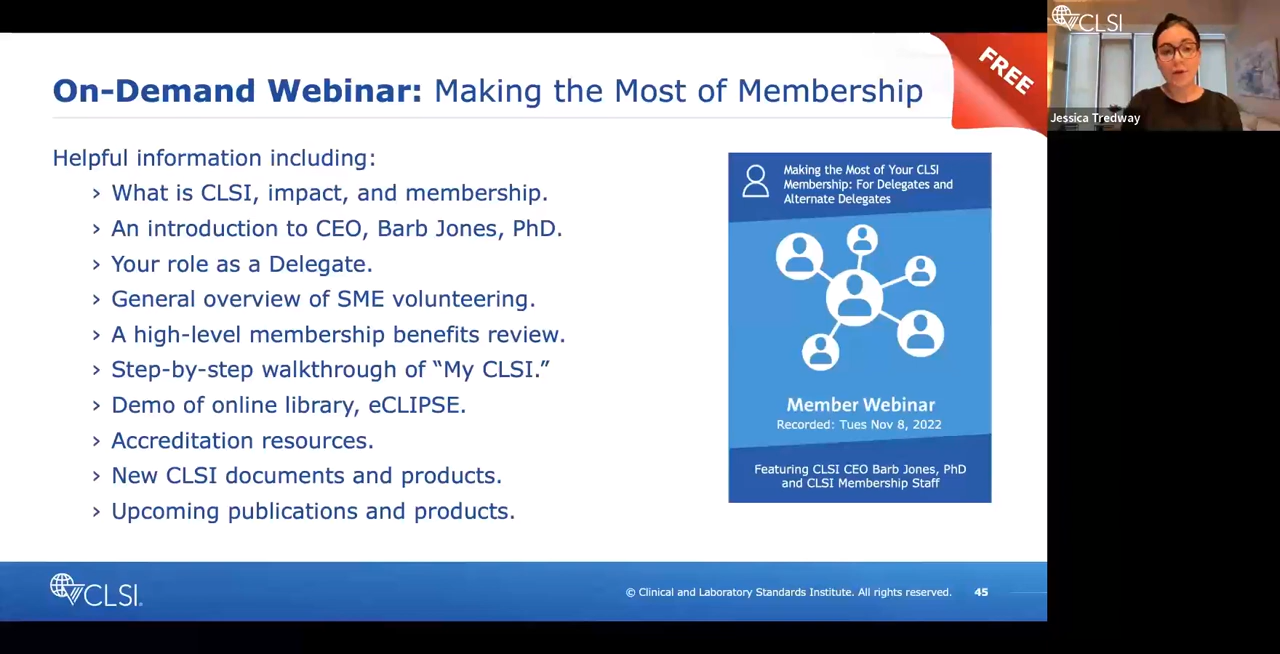 On-Demand Webinar: Making the Most of Membership
FREE
CLSI
Jessica Tredway
Helpful information including:
› What is CLSI, impact, and membership.
› An introduction to CEO, Barb Jones, PhD.
› Your role as a Delegate.
› General overview of SME volunteering.
› A high-level membership benefits review.
› Step-by-step walkthrough of “My CLSI.”
› Demo of online library, eCLIPSE.
› Accreditation resources.
› New CLSI documents and products.
› Upcoming publications and products.
Making the Most of Your CLSI
Membership: For Delegates and
Alternate Delegates
Member Webinar
Recorded: Tues Nov 8, 2022
Featuring CLSI CEO Barb Jones, PhD
and CLSI Membership Staff
CLSI
© Clinical and Laboratory Standards Institute. All rights reserved.
45